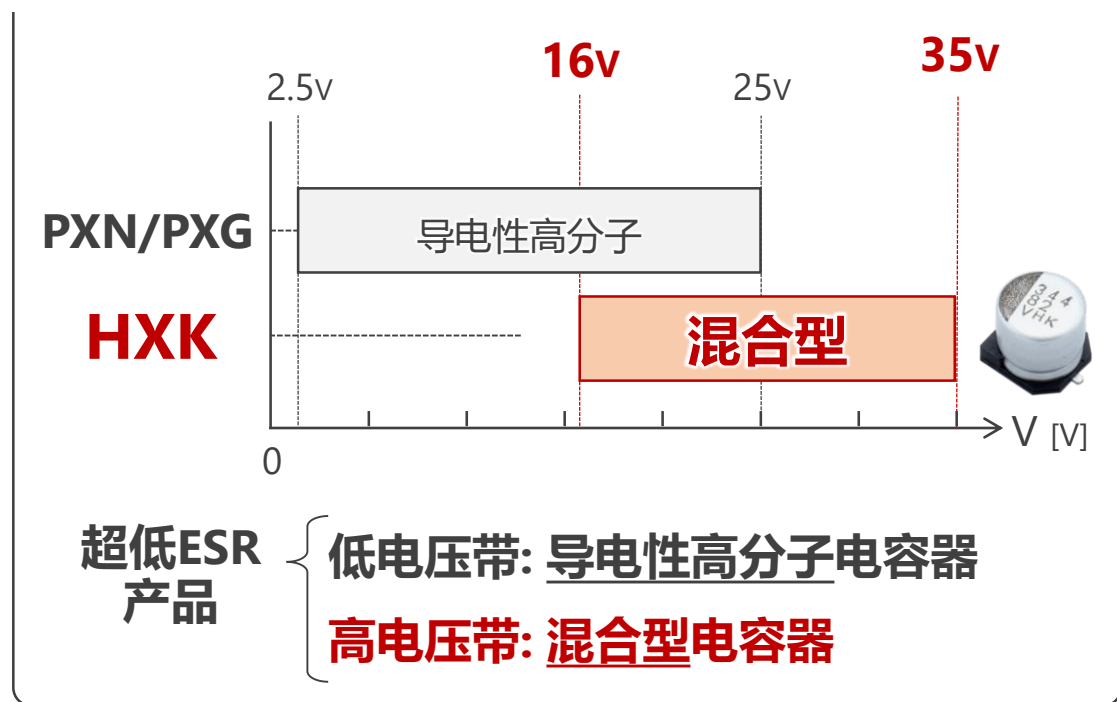 16V
35V
2.5V
25V
PXN/PXG
导电性高分子
HXK
混合型
344
82
VHK
V [V]
0
超低ESR
产品
低电压带: 导电性高分子电容器
高电压带: 混合型电容器